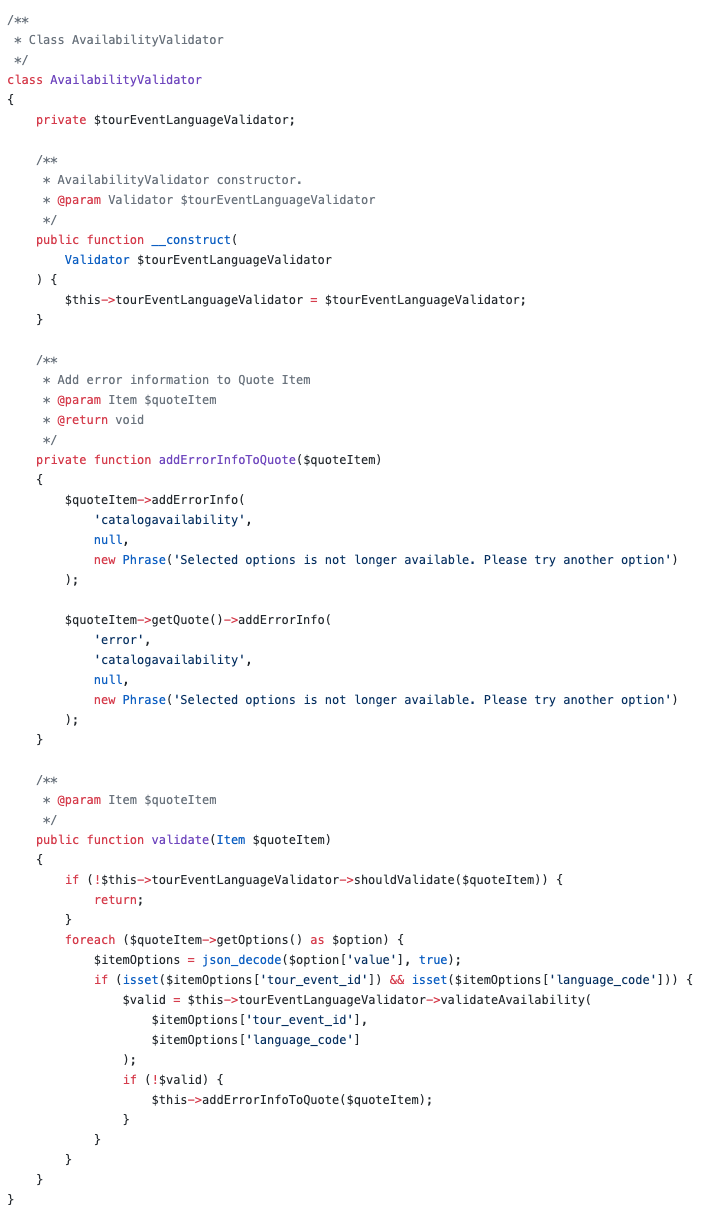 /**
 * Class AvailabilityValidator
 */
class AvailabilityValidator
{
    private $tourEventLanguageValidator;

    /**
     * AvailabilityValidator constructor.
     * @param Validator $tourEventLanguageValidator
     */
    public function __construct(
        Validator $tourEventLanguageValidator
    ) {
        $this->tourEventLanguageValidator = $tourEventLanguageValidator;
    }

    /**
     * Add error information to Quote Item
     * @param Item $quoteItem
     * @return void
     */
    private function addErrorInfoToQuote($quoteItem)
    {
        $quoteItem->addErrorInfo(
            'catalogavailability',
            null,
            new Phrase('Selected options is not longer available. Please try another option')
        );

        $quoteItem->getQuote()->addErrorInfo(
            'error',
            'catalogavailability',
            null,
            new Phrase('Selected options is not longer available. Please try another option')
        );
    }

    /**
     * @param Item $quoteItem
     */
    public function validate(Item $quoteItem)
    {
        if (!$this->tourEventLanguageValidator->shouldValidate($quoteItem)) {
            return;
        }
        foreach ($quoteItem->getOptions() as $option) {
            $itemOptions = json_decode($option['value'], true);
            if (isset($itemOptions['tour_event_id']) && isset($itemOptions['language_code'])) {
                $valid = $this->tourEventLanguageValidator->validateAvailability(
                    $itemOptions['tour_event_id'],
                    $itemOptions['language_code']
                );
                if (!$valid) {
                    $this->addErrorInfoToQuote($quoteItem);
                }
            }
        }
    }
}